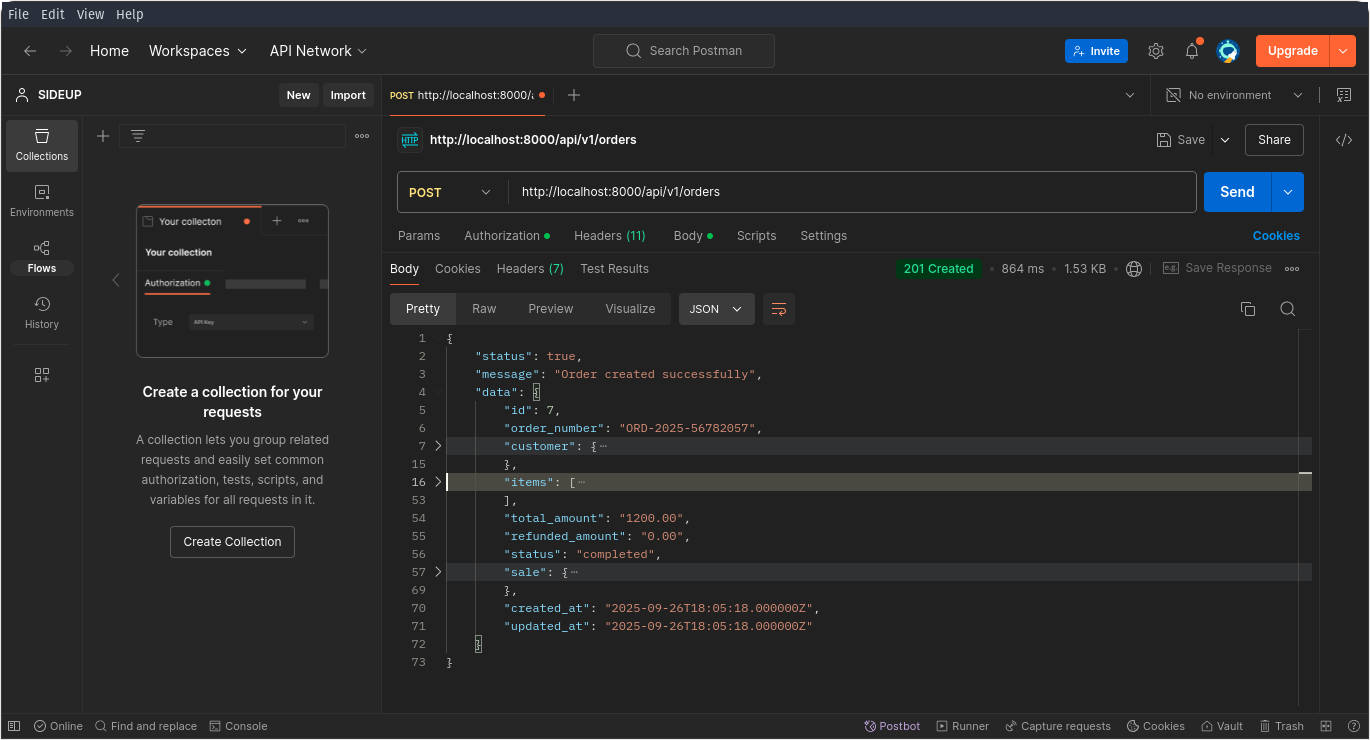 File Edit View Help
Home Workspaces API Network Search Postman Invite Upgrade
SIDEUP New Import POST http://localhost:8000/a No environment
Collections
Environments
Flows
History
Your collecton
Your collection
Authorization
Type API Key
Create a collection for your
requests
A collection lets you group related
requests and easily set common
authorization, tests, scripts, and
variables for all requests in it.
Create Collection
HTTP http://localhost:8000/api/v1/orders Save Share
POST http://localhost:8000/api/v1/orders Send
Params Authorization Headers (11) Body Scripts Settings Cookies
Body Cookies Headers (7) Test Results 201 Created 864 ms 1.53 KB Save Response
Pretty Raw Preview Visualize JSON
1 {
2 "status": true,
3 "message": "Order created successfully",
4 "data": {
5 "id": 7,
6 "order_number": "ORD-2025-56782057",
7 "customer": {⋯
15 },
16 "items": [⋯
53 ],
54 "total_amount": "1200.00",
55 "refunded_amount": "0.00",
56 "status": "completed",
57 "sale": {⋯
69 },
70 "created_at": "2025-09-26T18:05:18.000000Z",
71 "updated_at": "2025-09-26T18:05:18.000000Z"
72 }
73 }
Online Find and replace Console Postbot Runner Capture requests Cookies Vault Trash